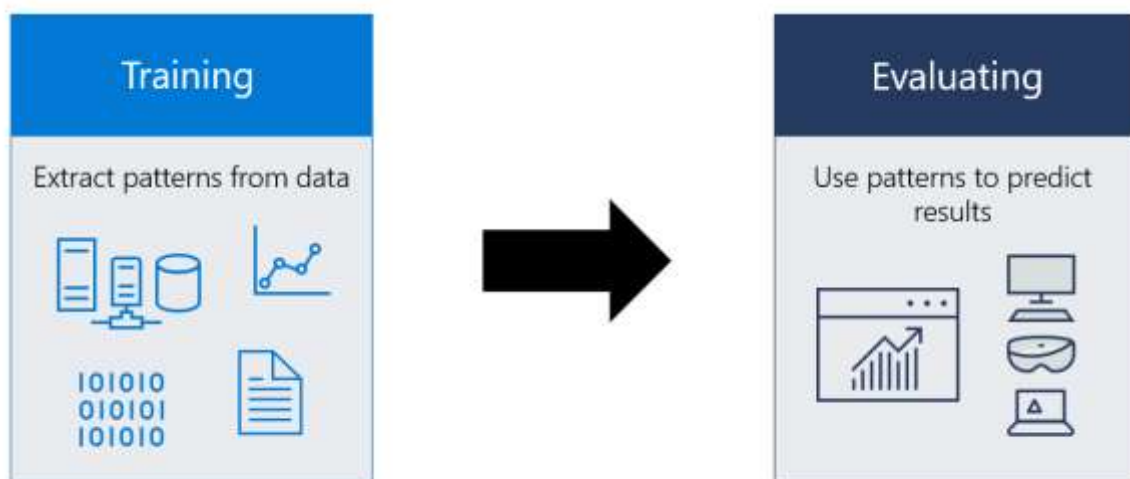 Training
Extract patterns from data
101010
010101
101010
Evaluating
Use patterns to predict
results